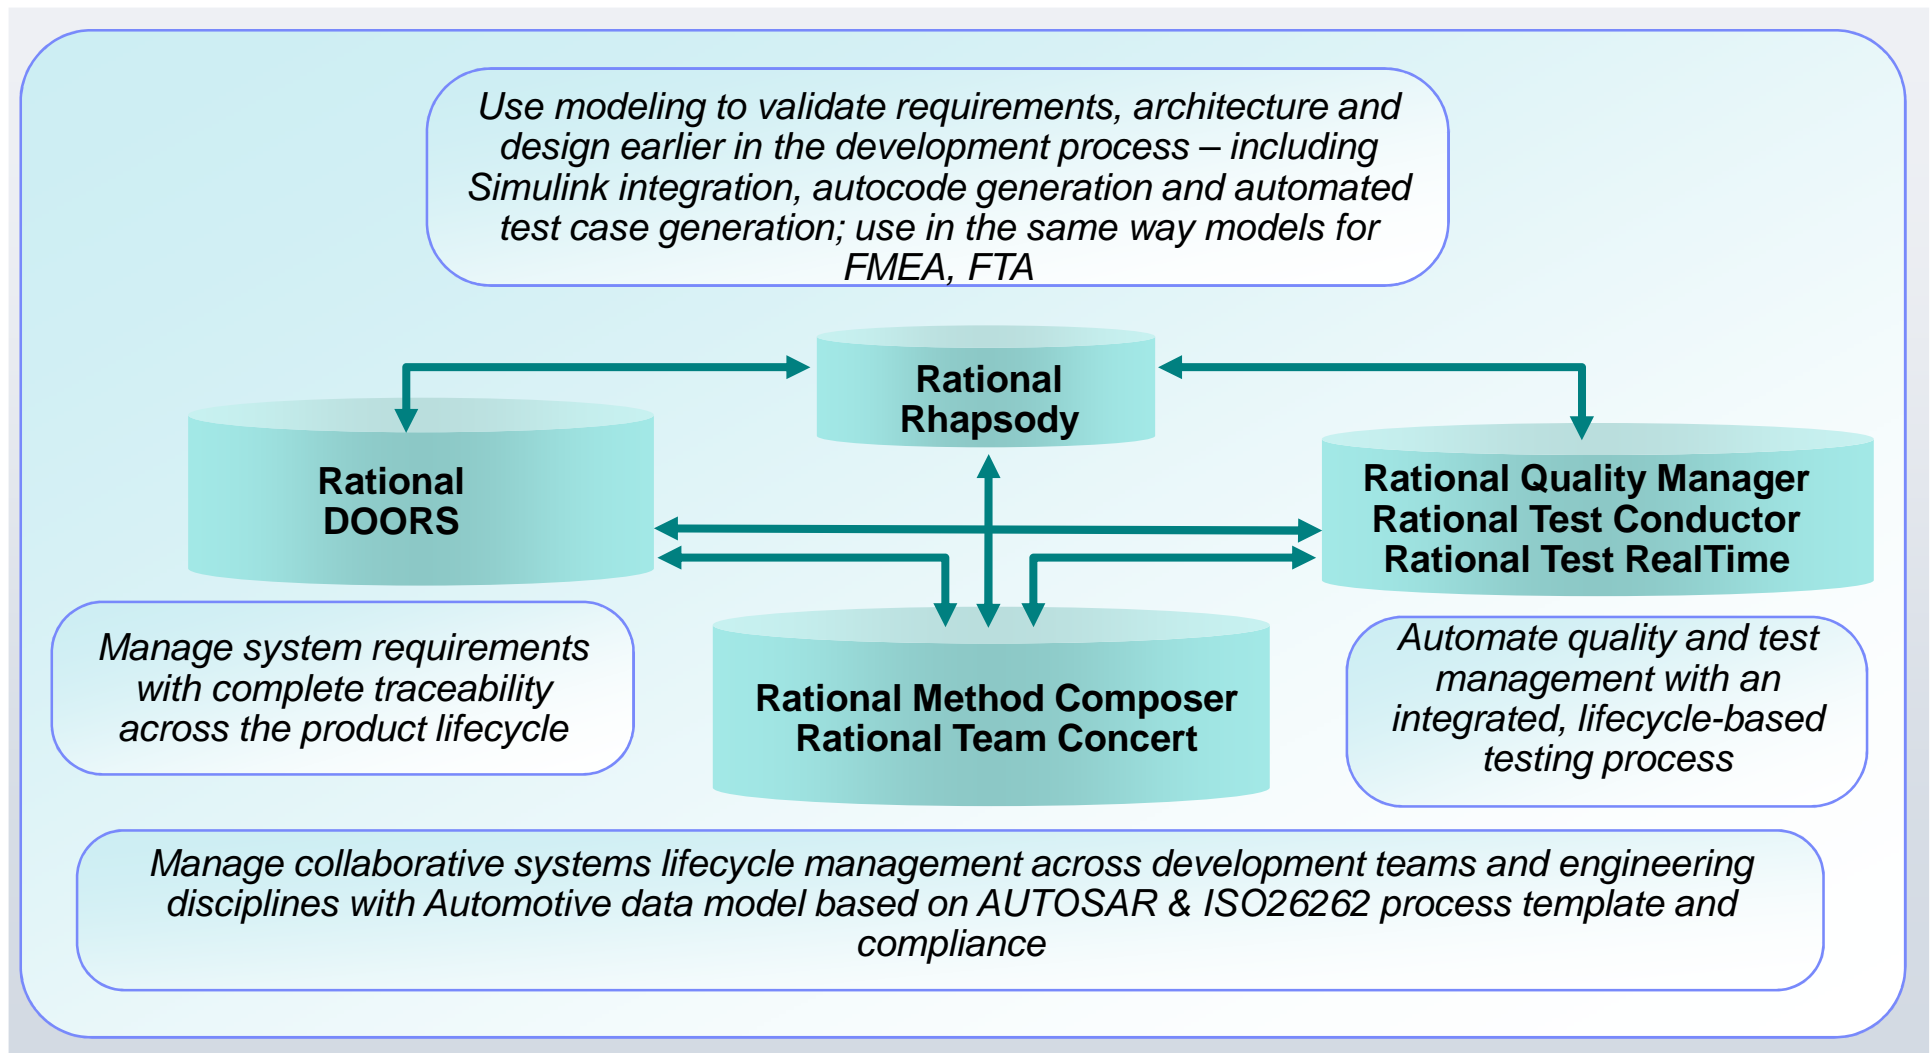 Use modeling to validate requirements, architecture and
design earlier in the development process – including
Simulink integration, autocode generation and automated
test case generation; use in the same way models for
FMEA, FTA
Rational
Rhapsody
Rational
DOORS
Rational Quality Manager
Rational Test Conductor
Rational Test RealTime
Manage system requirements
with complete traceability
across the product lifecycle
Rational Method Composer
Rational Team Concert
Automate quality and test
management with an
integrated, lifecycle-based
testing process
Manage collaborative systems lifecycle management across development teams and engineering
disciplines with Automotive data model based on AUTOSAR & ISO26262 process template and
compliance